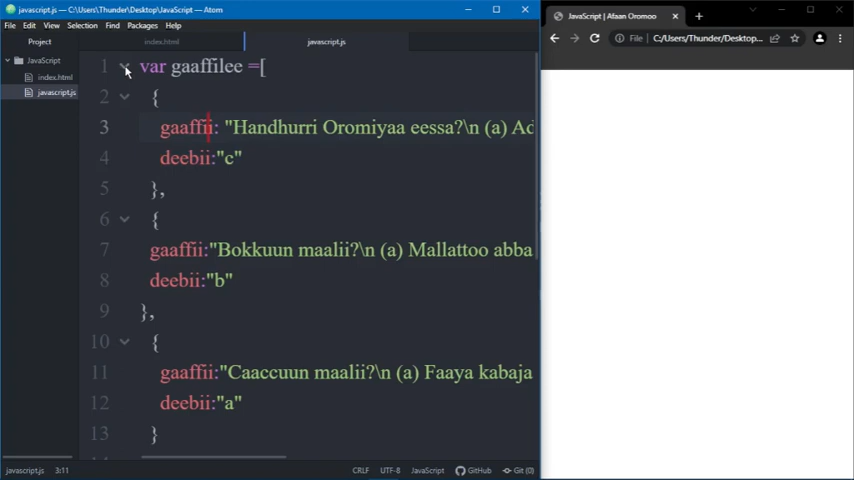 javascript.js — C:\Users\Thunder\Desktop\JavaScript — Atom
File Edit View Selection Find Packages Help
Project
JavaScript
index.html
javascript.js
index.html
javascript.js
1 var gaaffilee =[
2 {
3 gaaffii: "Handhurri Oromiyaa eessa?\n (a) Ad
4 deebii:"c"
5 },
6 {
7 gaaffii:"Bokkuun maalii?\n (a) Mallattoo abba
8 deebii:"b"
9 },
10 {
11 gaaffii:"Caaccuun maalii?\n (a) Faaya kabaja
12 deebii:"a"
13 }
javascript.js 3:11 CRLF UTF-8 JavaScript GitHub Git (0)
JavaScript | Afaan Oromoo
File C:/Users/Thunder/Desktop...